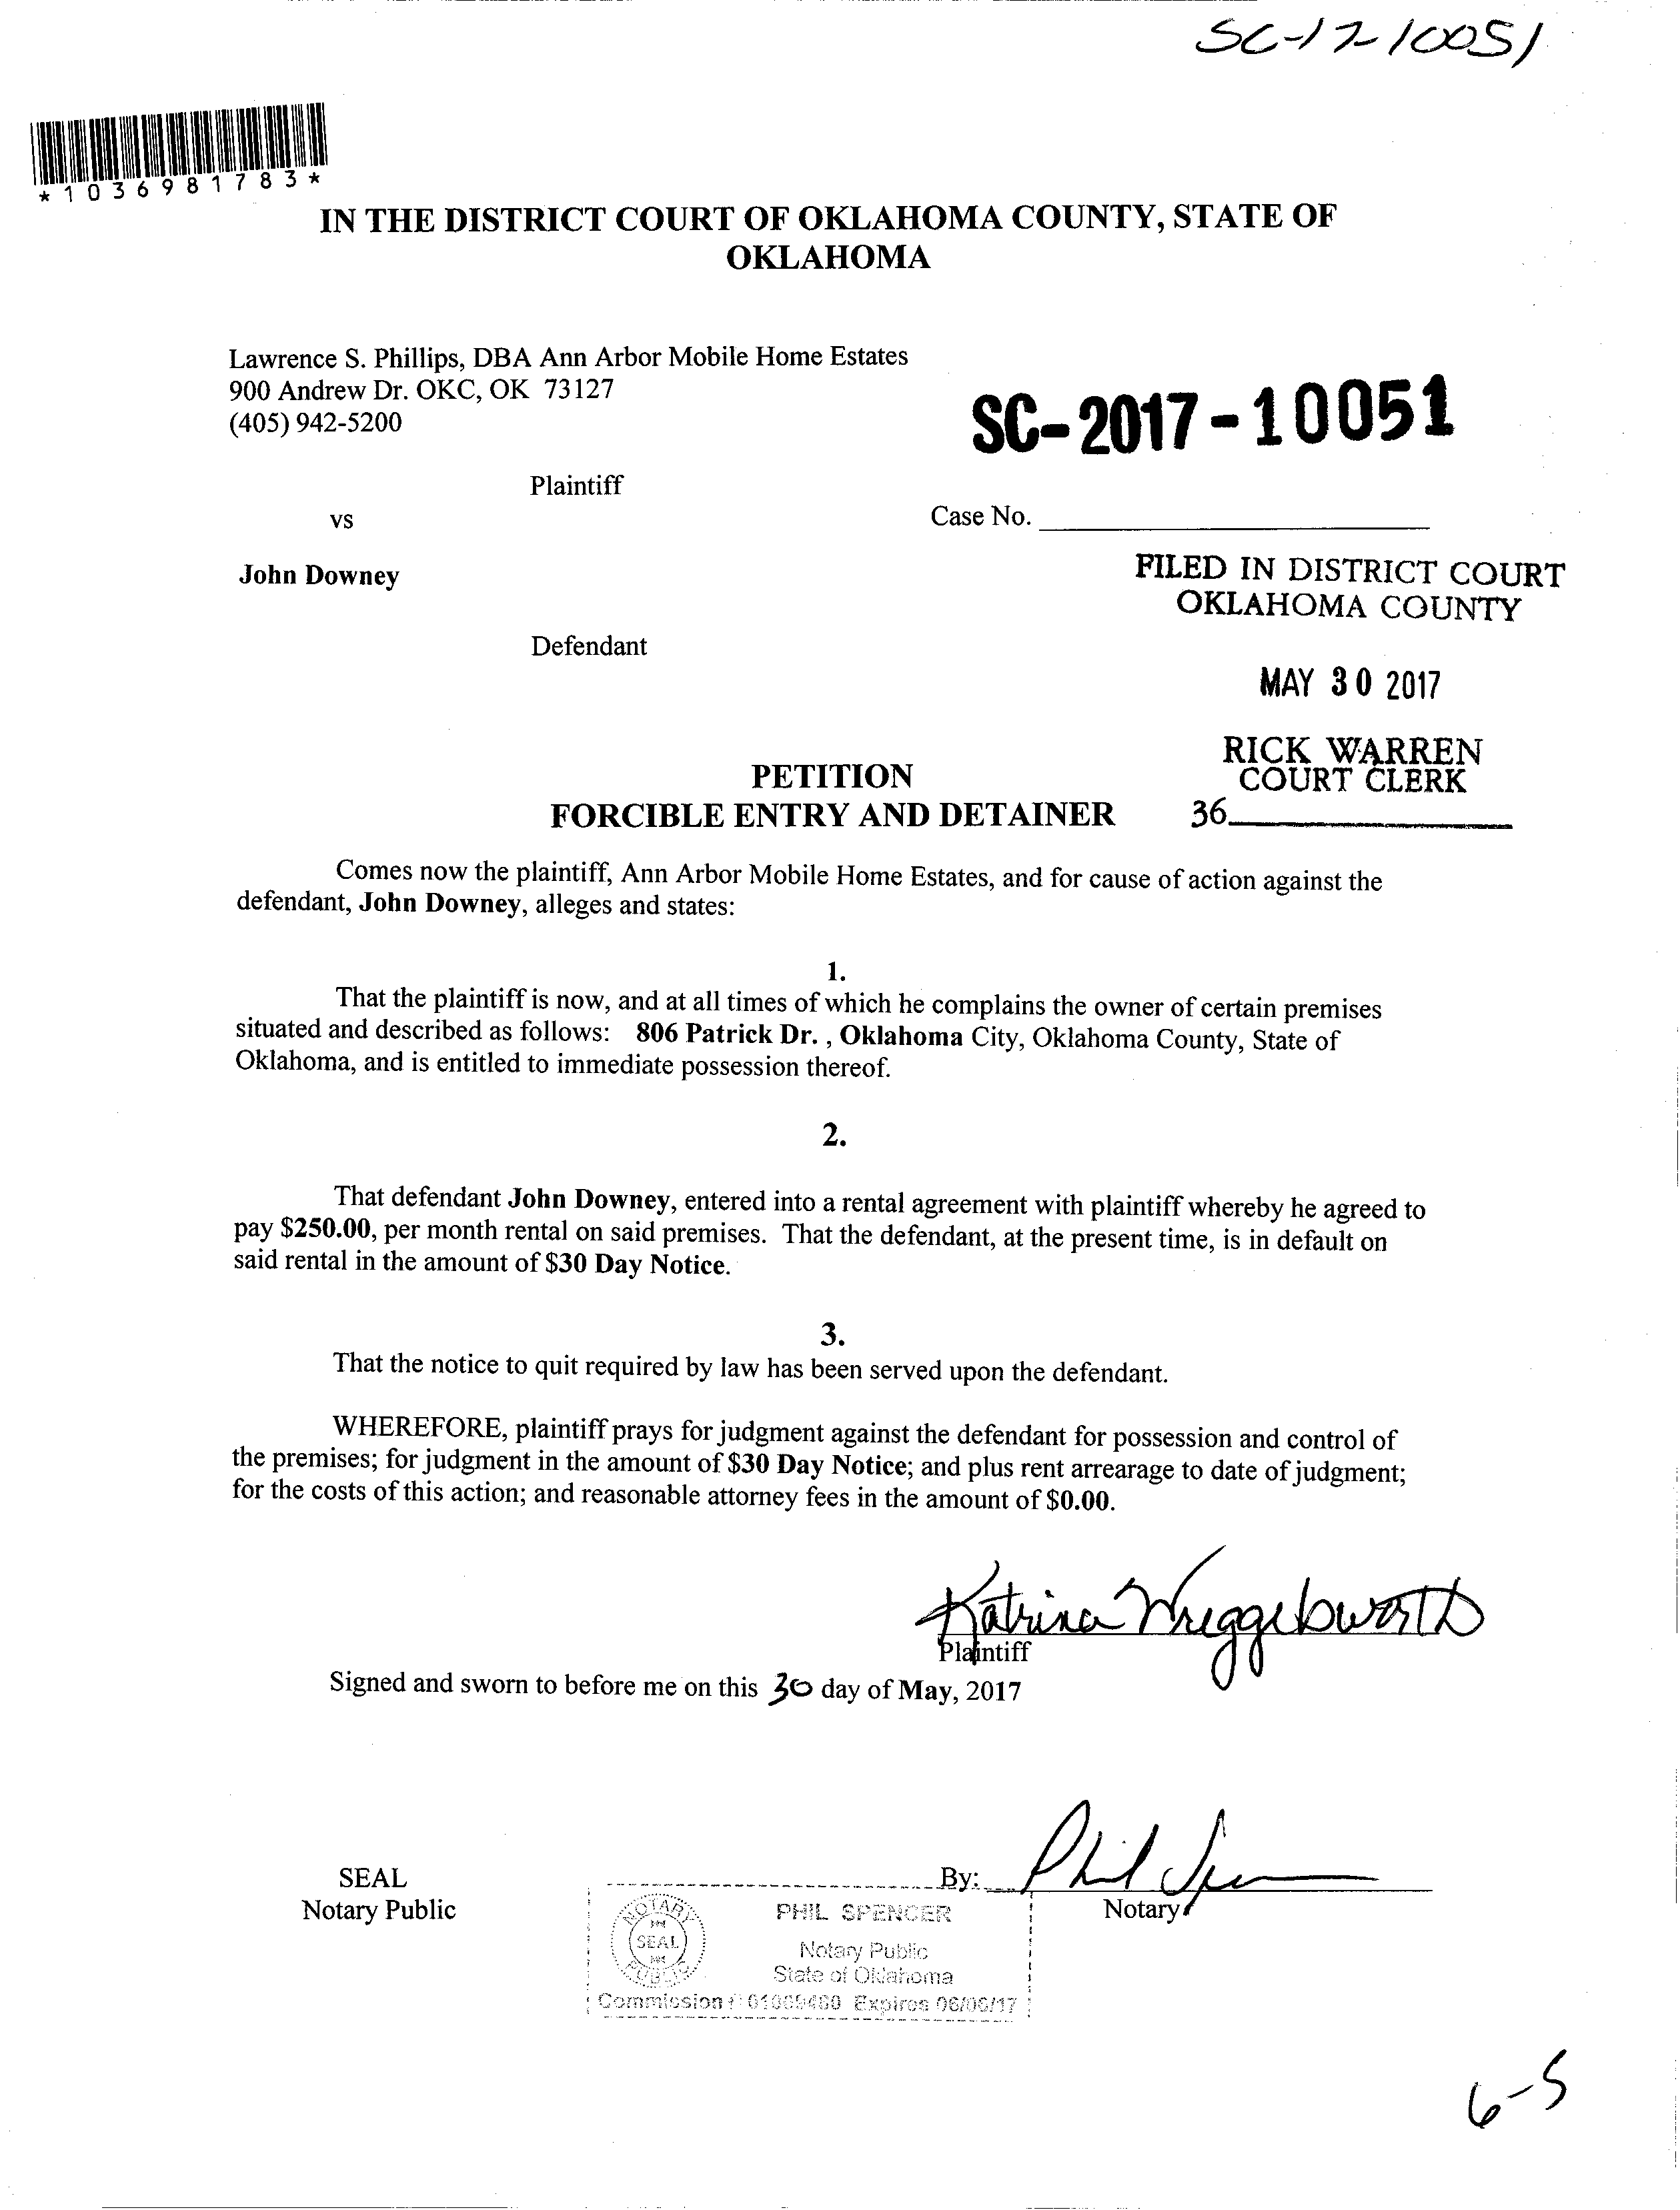 SC-17-10051
*1036981783*
IN THE DISTRICT COURT OF OKLAHOMA COUNTY, STATE OF
OKLAHOMA
Lawrence S. Phillips, DBA Ann Arbor Mobile Home Estates
900 Andrew Dr. OKC, OK 73127
(405) 942-5200
SC-2017-10051
Plaintiff
vs
Case No.
John Downey
FILED IN DISTRICT COURT
OKLAHOMA COUNTY
Defendant
MAY 30 2017
RICK WARREN
COURT CLERK
36
PETITION
FORCIBLE ENTRY AND DETAINER
Comes now the plaintiff, Ann Arbor Mobile Home Estates, and for cause of action against the
defendant, John Downey, alleges and states:
1.
That the plaintiff is now, and at all times of which he complains the owner of certain premises
situated and described as follows: 806 Patrick Dr. , Oklahoma City, Oklahoma County, State of
Oklahoma, and is entitled to immediate possession thereof.
2.
That defendant John Downey, entered into a rental agreement with plaintiff whereby he agreed to
pay $250.00, per month rental on said premises. That the defendant, at the present time, is in default on
said rental in the amount of $30 Day Notice.
3.
That the notice to quit required by law has been served upon the defendant.
WHEREFORE, plaintiff prays for judgment against the defendant for possession and control of
the premises; for judgment in the amount of $30 Day Notice; and plus rent arrearage to date of judgment;
for the costs of this action; and reasonable attorney fees in the amount of $0.00.
Katrina Wriggelsworth
Plaintiff
Signed and sworn to before me on this 30 day of May, 2017
SEAL
Notary Public
By: Phil Spencer
Notary
NOTARY
SEAL
PUBLIC
PHIL SPENCER
Notary Public
State of Oklahoma
Commission # Expires 06/06/17
6-5